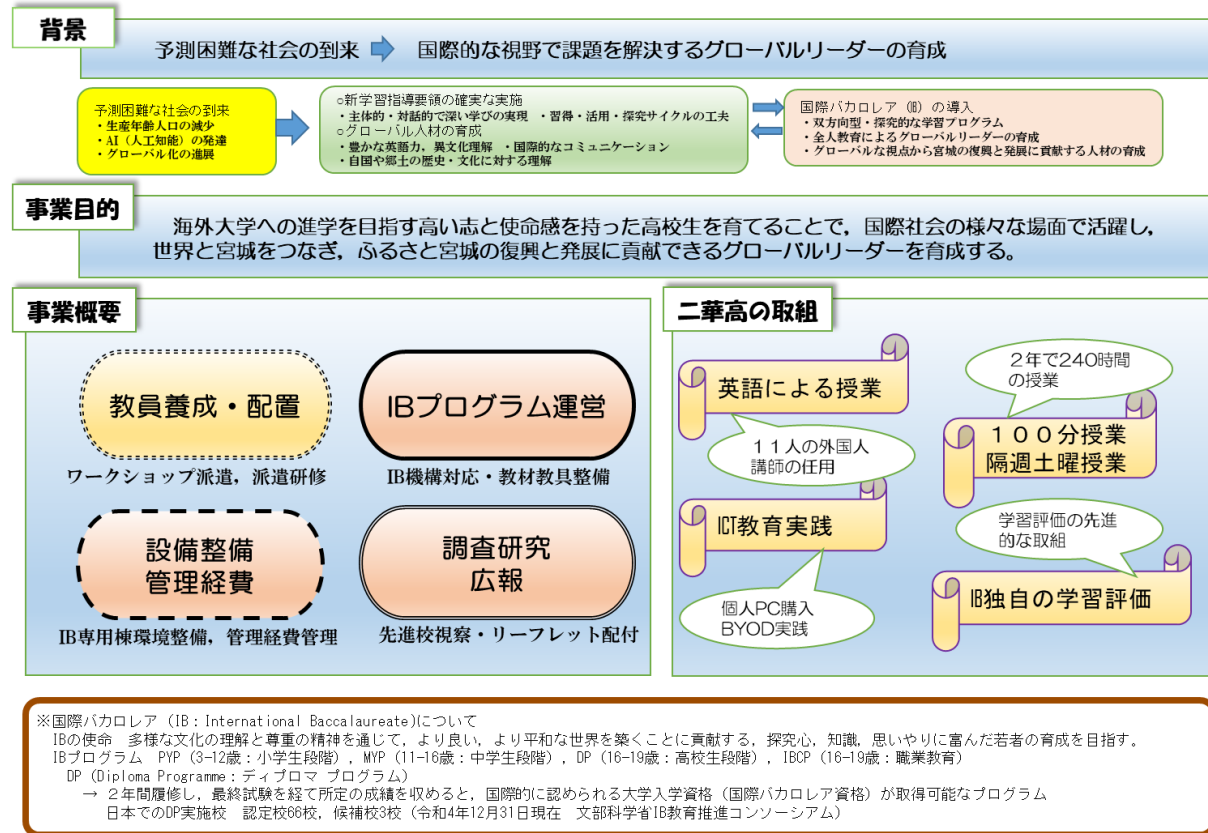 背景
予測困難な社会の到来 国際的な視野で課題を解決するグローバルリーダーの育成
予測困難な社会の到来
・生産年齢人口の減少
・AI（人工知能）の発達
・グローバル化の進展
○新学習指導要領の確実な実施
・主体的・対話的で深い学びの実現 ・習得・活用・探究サイクルの工夫
○グローバル人材の育成
・豊かな英語力、異文化理解 ・国際的なコミュニケーション
・自国や郷土の歴史・文化に対する理解
国際バカロレア（IB）の導入
・双方向型・探究的な学習プログラム
・全人教育によるグローバルリーダーの育成
・グローバルな視点から宮城の復興と発展に貢献する人材の育成
事業目的
海外大学への進学を目指す高い志と使命感を持った高校生を育てることで，国際社会の様々な場面で活躍し，
世界と宮城をつなぎ，ふるさと宮城の復興と発展に貢献できるグローバルリーダーを育成する。
事業概要
教員養成・配置
ワークショップ派遣，派遣研修
IBプログラム運営
IB機構対応・教材教具整備
設備整備
管理経費
IB専用棟環境整備，管理経費管理
調査研究
広報
先進校視察・リーフレット配付
二華高の取組
英語による授業
１１人の外国人
講師の任用
２年で240時間
の授業
１００分授業
隔週土曜授業
ICT教育実践
個人PC購入
BYOD実践
学習評価の先進
的な取組
IB独自の学習評価
※国際バカロレア（IB：International Baccalaureate)について
IBの使命 多様な文化の理解と尊重の精神を通じて，より良い，より平和な世界を築くことに貢献する，探究心，知識，思いやりに富んだ若者の育成を目指す。
IBプログラム PYP（3-12歳：小学生段階），MYP（11-16歳：中学生段階），DP（16-19歳：高校生段階），IBCP（16-19歳：職業教育）
DP（Diploma Programme：ディプロマ プログラム）
→ ２年間履修し，最終試験を経て所定の成績を収めると，国際的に認められる大学入学資格（国際バカロレア資格）が取得可能なプログラム
日本でのDP実施校 認定校66校，候補校3校（令和4年12月31日現在 文部科学省IB教育推進コンソーシアム）